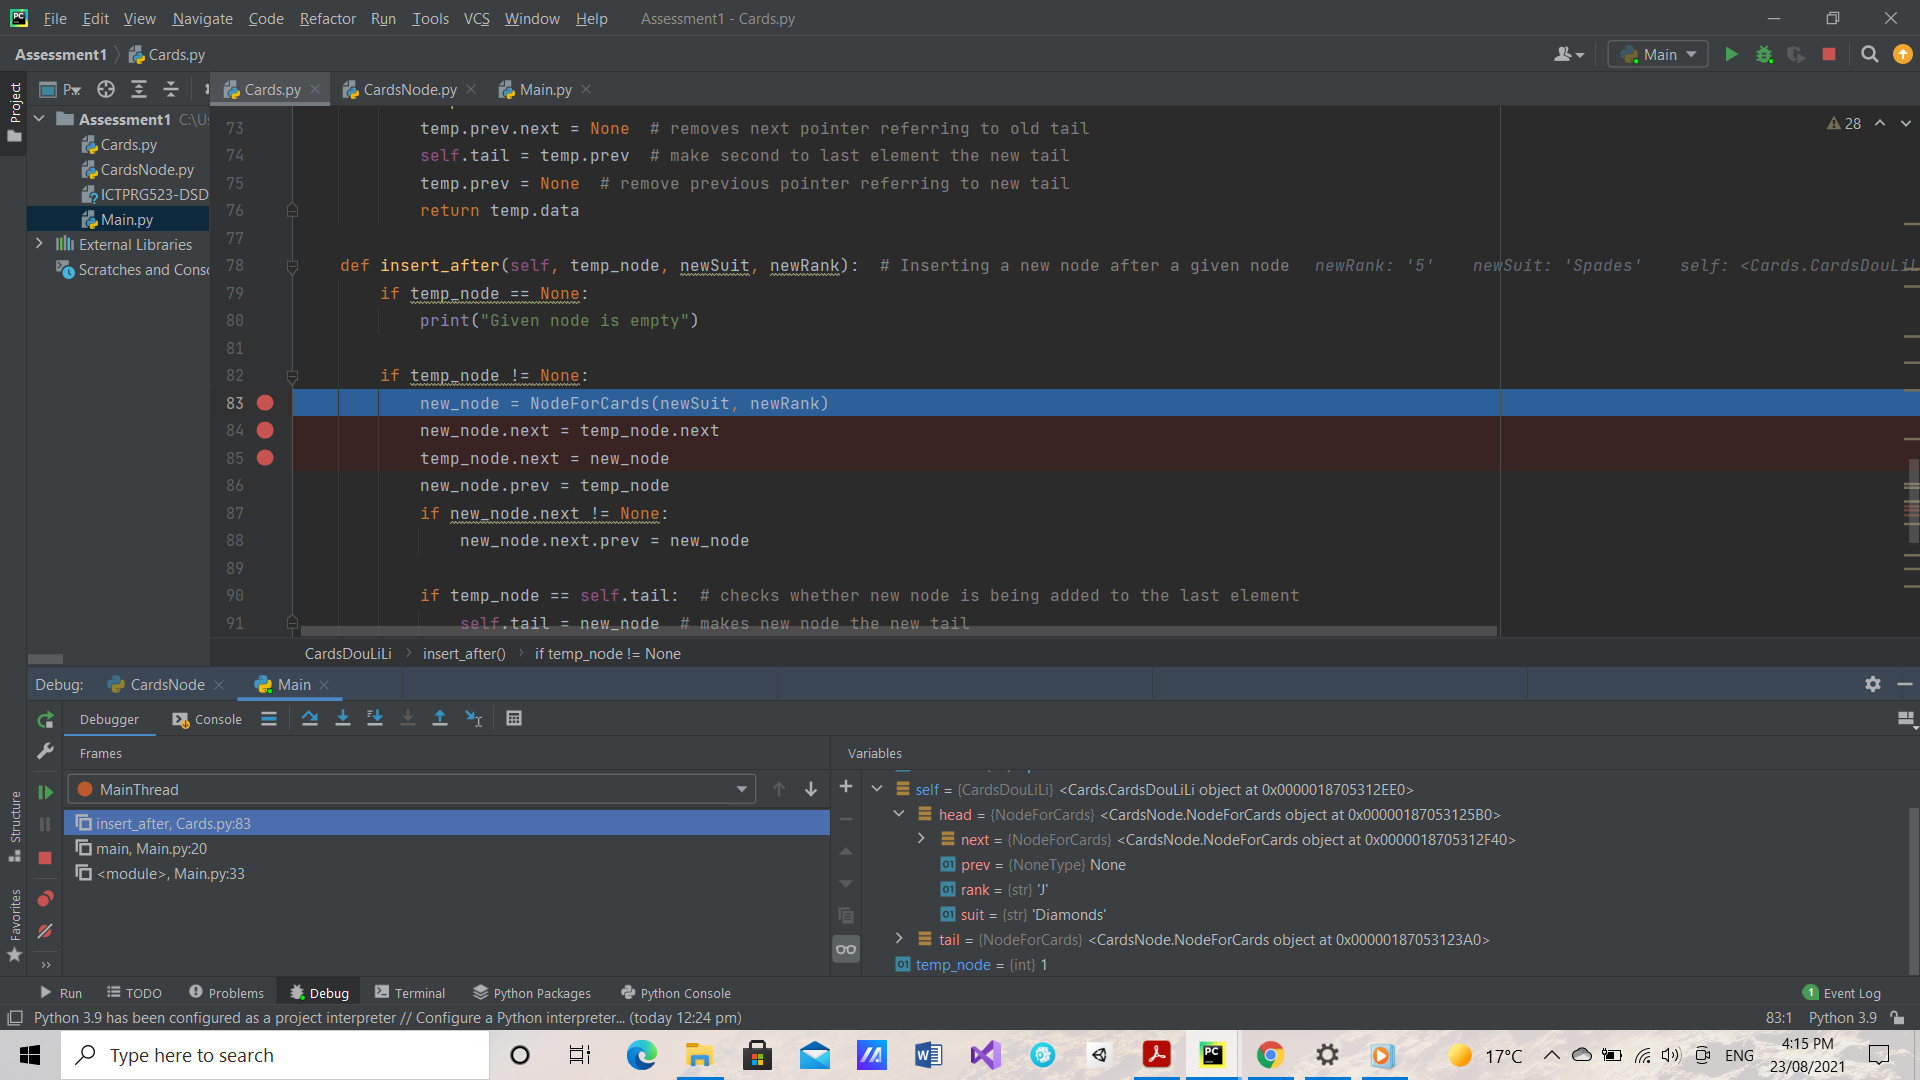 File Edit View Navigate Code Refactor Run Tools VCS Window Help Assessment1 - Cards.py
Assessment1 Cards.py Main
Project P... Cards.py CardsNode.py Main.py
Assessment1 C:\Us
Cards.py
CardsNode.py
ICTPRG523-DSD
Main.py
External Libraries
Scratches and Conso
28
73 temp.prev.next = None # removes next pointer referring to old tail
74 self.tail = temp.prev # make second to last element the new tail
75 temp.prev = None # remove previous pointer referring to new tail
76 return temp.data
77
78 def insert_after(self, temp_node, newSuit, newRank): # Inserting a new node after a given node newRank: '5' newSuit: 'Spades' self: <Cards.CardsDouLiL
79 if temp_node == None:
80 print("Given node is empty")
81
82 if temp_node != None:
83 new_node = NodeForCards(newSuit, newRank)
84 new_node.next = temp_node.next
85 temp_node.next = new_node
86 new_node.prev = temp_node
87 if new_node.next != None:
88 new_node.next.prev = new_node
89
90 if temp_node == self.tail: # checks whether new node is being added to the last element
91 self.tail = new_node # makes new node the new tail
CardsDouLiLi insert_after() if temp_node != None
Debug: CardsNode Main
Debugger Console
Frames
MainThread
insert_after, Cards.py:83
main, Main.py:20
<module>, Main.py:33
Variables
self = {CardsDouLiLi} <Cards.CardsDouLiLi object at 0x0000018705312EE0>
head = {NodeForCards} <CardsNode.NodeForCards object at 0x00000187053125B0>
next = {NodeForCards} <CardsNode.NodeForCards object at 0x0000018705312F40>
prev = {NoneType} None
rank = {str} 'J'
suit = {str} 'Diamonds'
tail = {NodeForCards} <CardsNode.NodeForCards object at 0x00000187053123A0>
temp_node = {int} 1
Structure
Favorites
Run TODO Problems Debug Terminal Python Packages Python Console 1 Event Log
Python 3.9 has been configured as a project interpreter // Configure a Python interpreter... (today 12:24 pm) 83:1 Python 3.9
Type here to search 17°C ENG 4:15 PM
23/08/2021